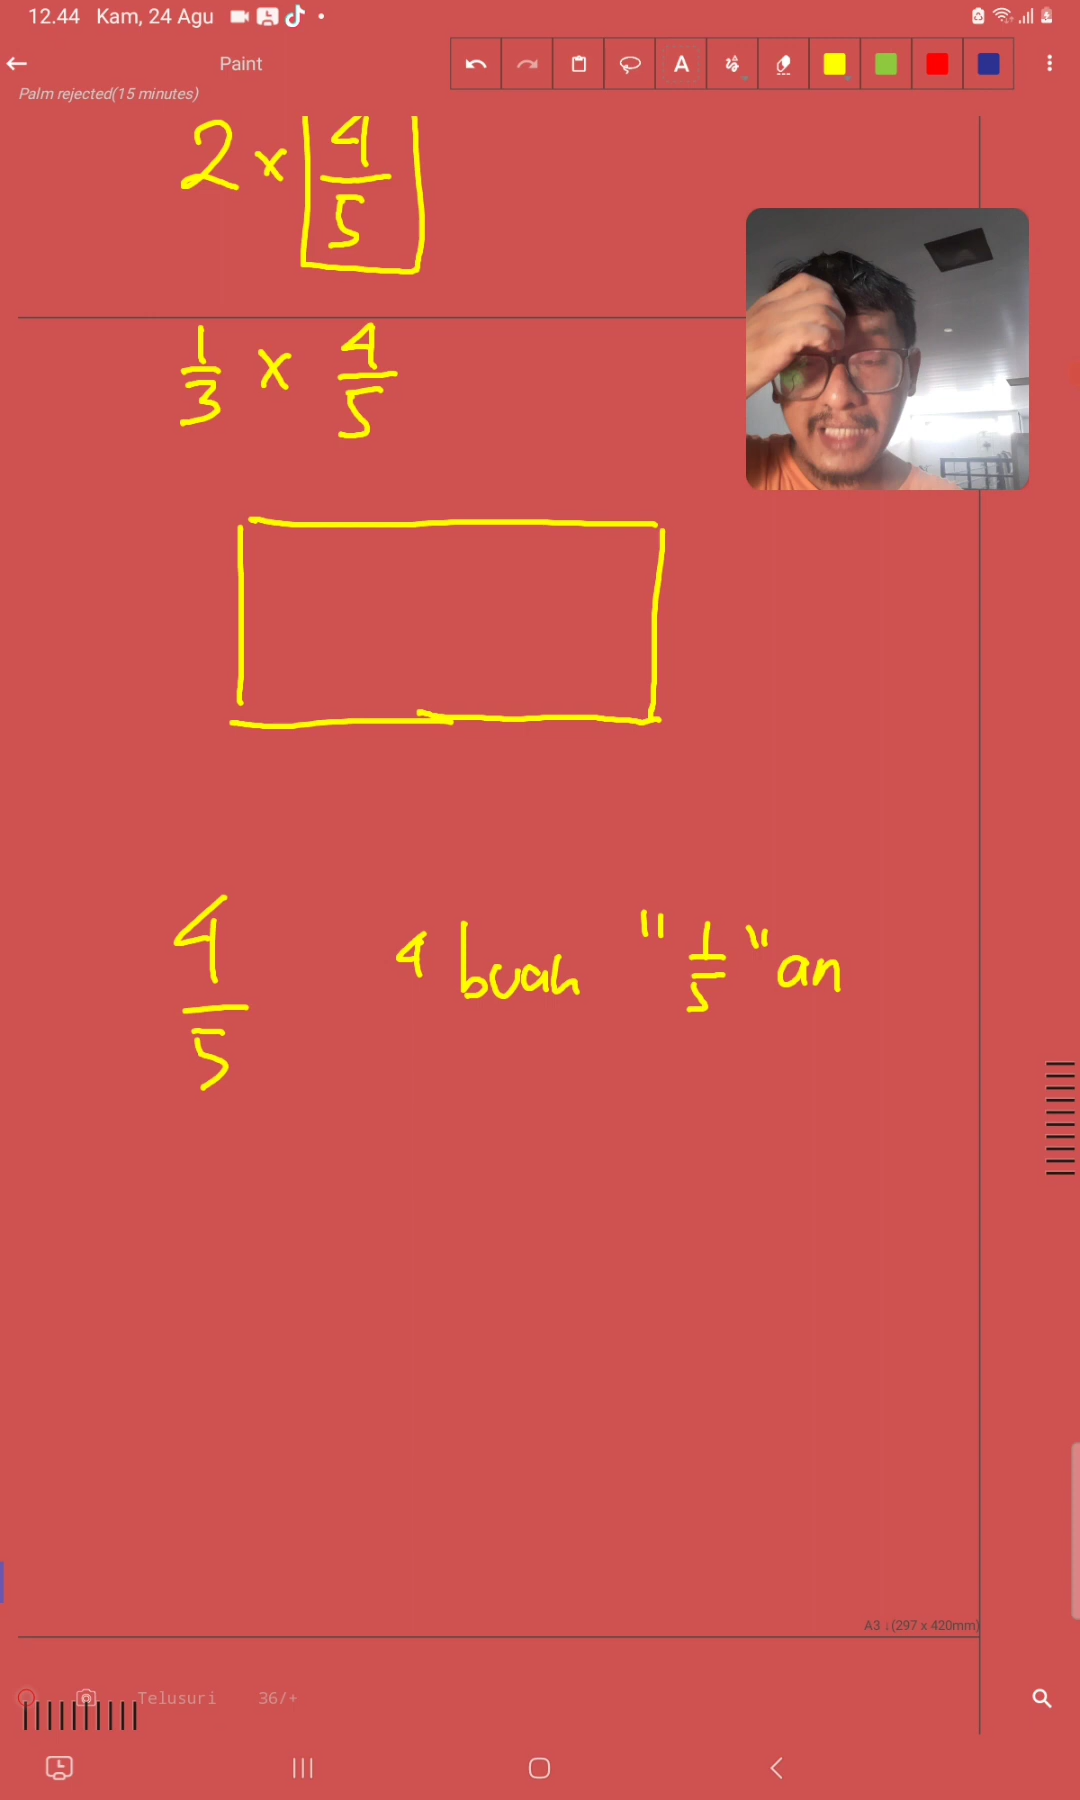 12.44 Kam, 24 Agu
Paint
A
Palm rejected(15 minutes)
2 × 4/5
1/3 × 4/5
4/5 4 buah "1/5"an
A3 ↓(297 x 420mm)
Telusuri 36/+